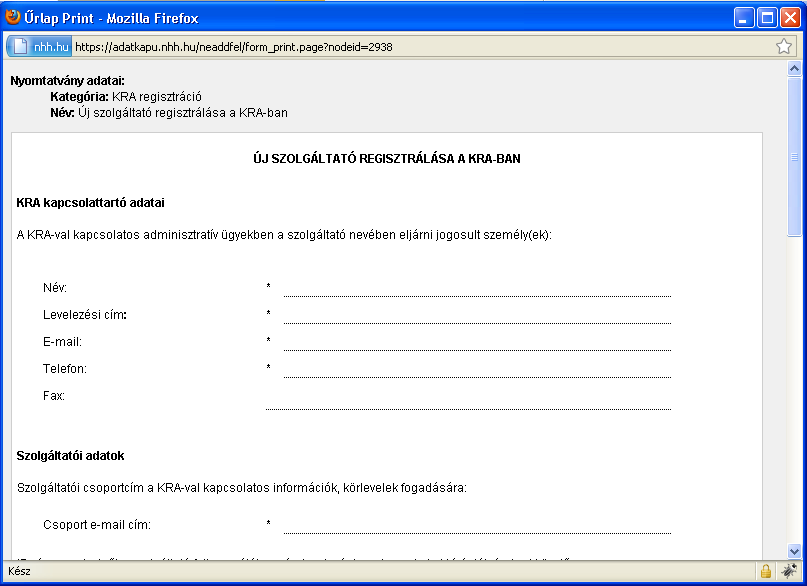 Űrlap Print - Mozilla Firefox
nhh.hu https://adatkapu.nhh.hu/neaddfel/form_print.page?nodeid=2938
Nyomtatvány adatai:
Kategória: KRA regisztráció
Név: Új szolgáltató regisztrálása a KRA-ban
ÚJ SZOLGÁLTATÓ REGISZTRÁLÁSA A KRA-BAN
KRA kapcsolattartó adatai
A KRA-val kapcsolatos adminisztratív ügyekben a szolgáltató nevében eljárni jogosult személy(ek):
Név: *
Levelezési cím: *
E-mail: *
Telefon: *
Fax:
Szolgáltatói adatok
Szolgáltatói csoportcím a KRA-val kapcsolatos információk, körlevelek fogadására:
Csoport e-mail cím: *
Kész